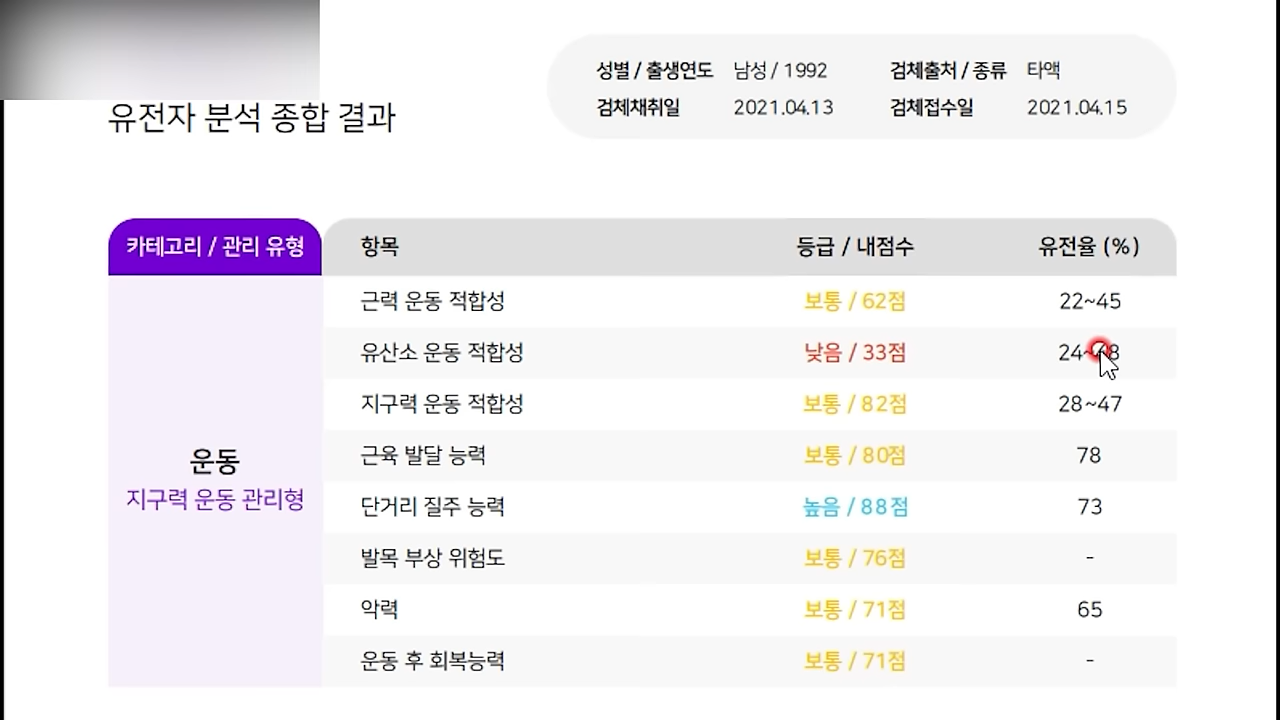 성별 / 출생연도 남성 / 1992 검체출처 / 종류 타액
검체채취일 2021.04.13 검체접수일 2021.04.15
유전자 분석 종합 결과
카테고리 / 관리 유형 항목 등급 / 내점수 유전율 (%)
근력 운동 적합성 보통 / 62점 22~45
유산소 운동 적합성 낮음 / 33점
지구력 운동 적합성 보통 / 82점 28~47
근육 발달 능력 보통 / 80점 78
운동
지구력 운동 관리형
단거리 질주 능력 높음 / 88점 73
발목 부상 위험도 보통 / 76점 -
악력 보통 / 71점 65
운동 후 회복능력 보통 / 71점 -